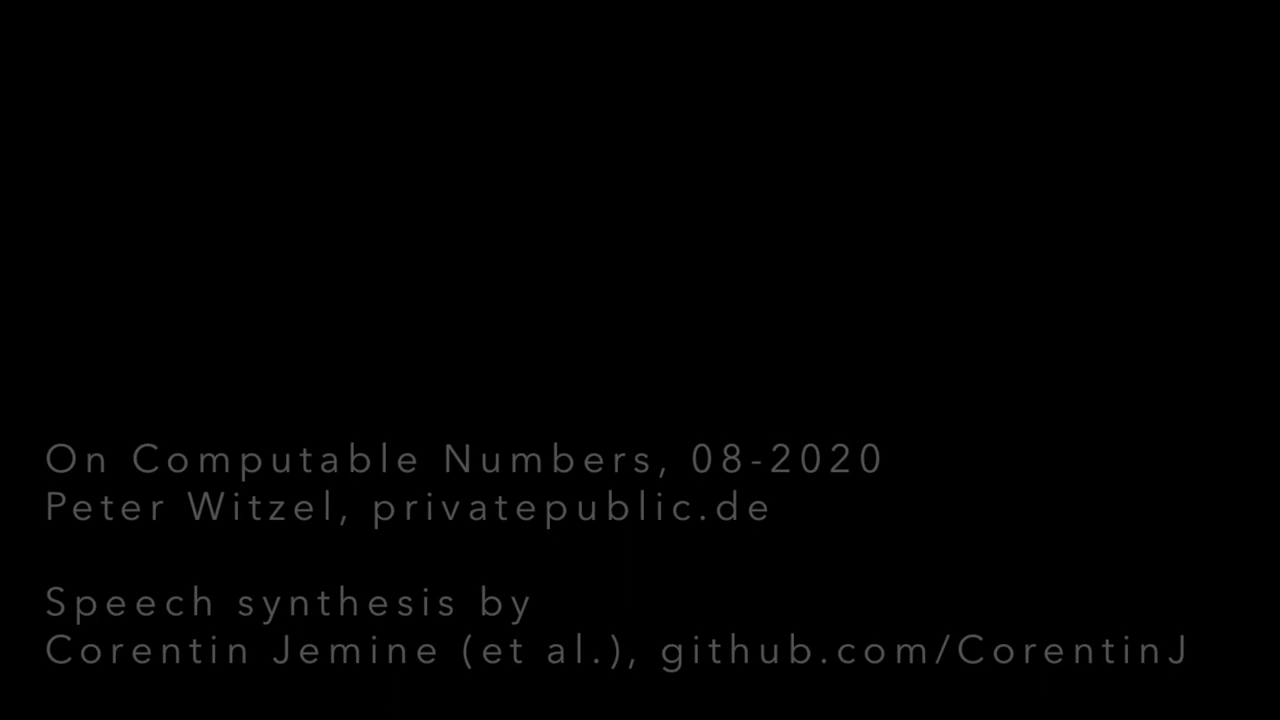 On Computable Numbers, 08-2020
Peter Witzel, privatepublic.de
Speech synthesis by
Corentin Jemine (et al.), github.com/CorentinJ